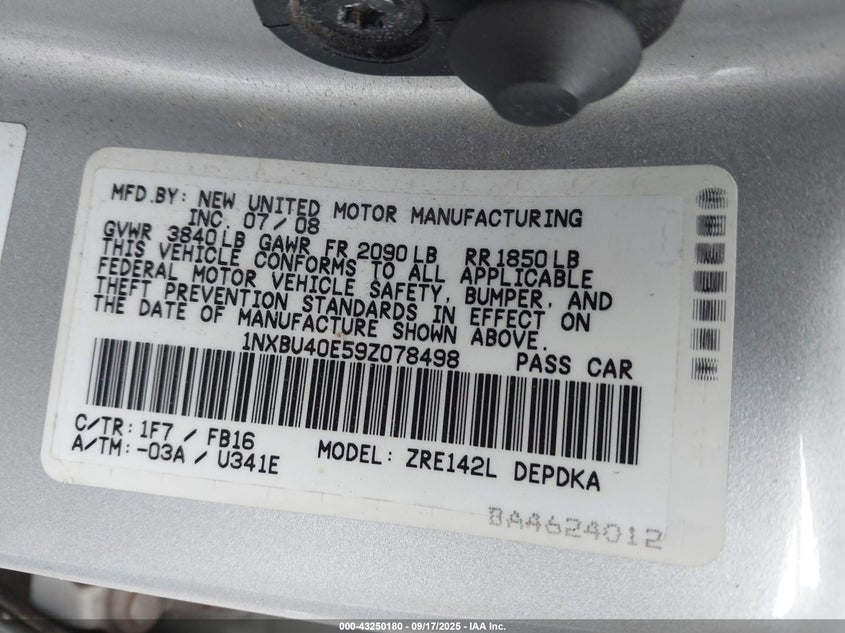 MFD.BY: NEW UNITED MOTOR MANUFACTURING
INC. 07/08
GVWR 3840LB GAWR FR 2090LB RR1850LB
THIS VEHICLE CONFORMS TO ALL APPLICABLE
FEDERAL MOTOR VEHICLE SAFETY, BUMPER, AND
THEFT PREVENTION STANDARDS IN EFFECT ON
THE DATE OF MANUFACTURE SHOWN ABOVE.
1NXBU40E59Z078498 PASS CAR
C/TR: 1F7 / FB16
A/TM: -03A / U341E
MODEL: ZRE142L DEPDKA
BA4624012
000-43250180 - 09/17/2025 - IAA Inc.